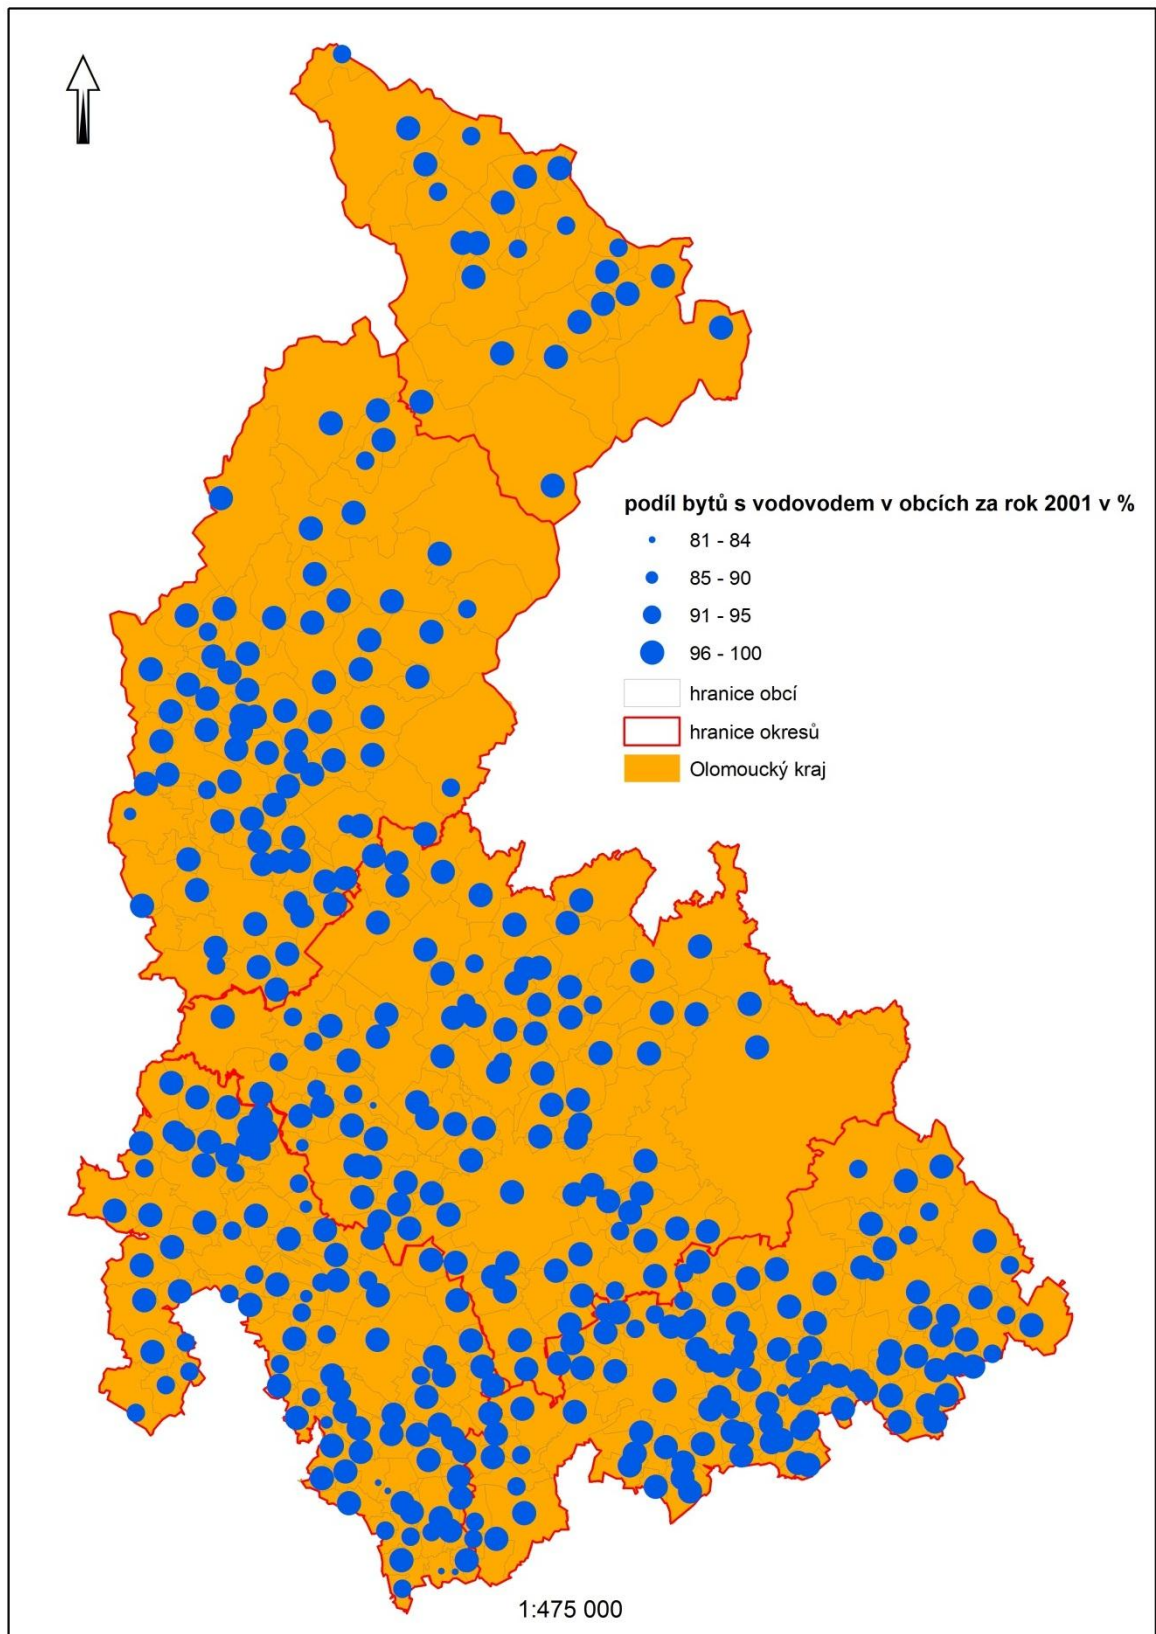 podíl bytů s vodovodem v obcích za rok 2001 v %
81 - 84
85 - 90
91 - 95
96 - 100
hranice obcí
hranice okresů
Olomoucký kraj
1:475 000